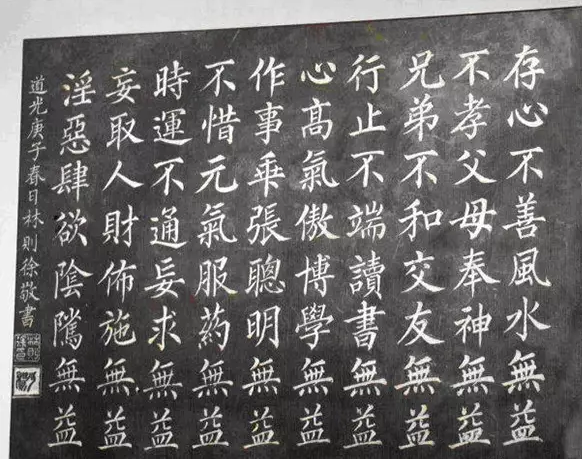 存心不善風水無益
不孝父母奉神無益
兄弟不和交友無益
行止不端讀書無益
心高氣傲博學無益
作事乖張聰明無益
不惜元氣服药無益
時運不通妄求無益
妄取人財佈施無益
淫惡肆欲陰騭無益
道光庚子春日林則徐敬書